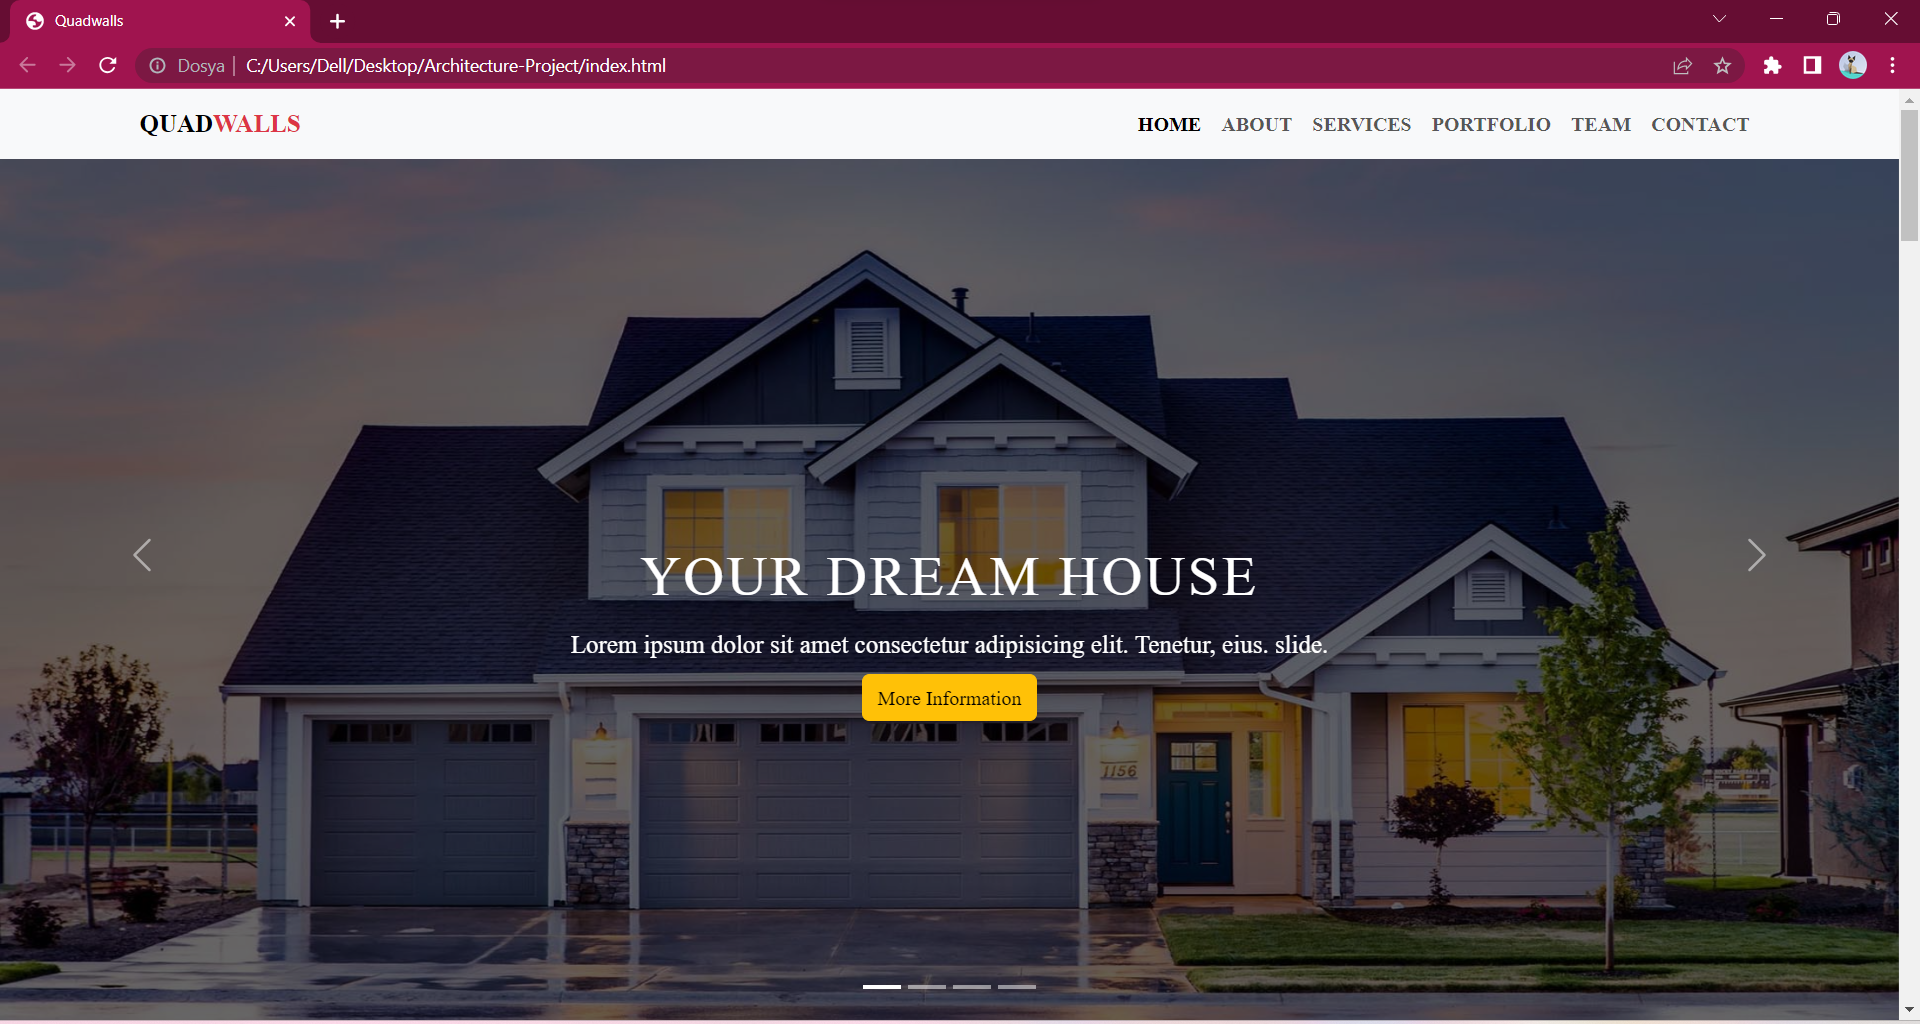 Quadwalls
Dosya | C:/Users/Dell/Desktop/Architecture-Project/index.html
QUADWALLS
HOME ABOUT SERVICES PORTFOLIO TEAM CONTACT
YOUR DREAM HOUSE
Lorem ipsum dolor sit amet consectetur adipisicing elit. Tenetur, eius. slide.
More Information
1156